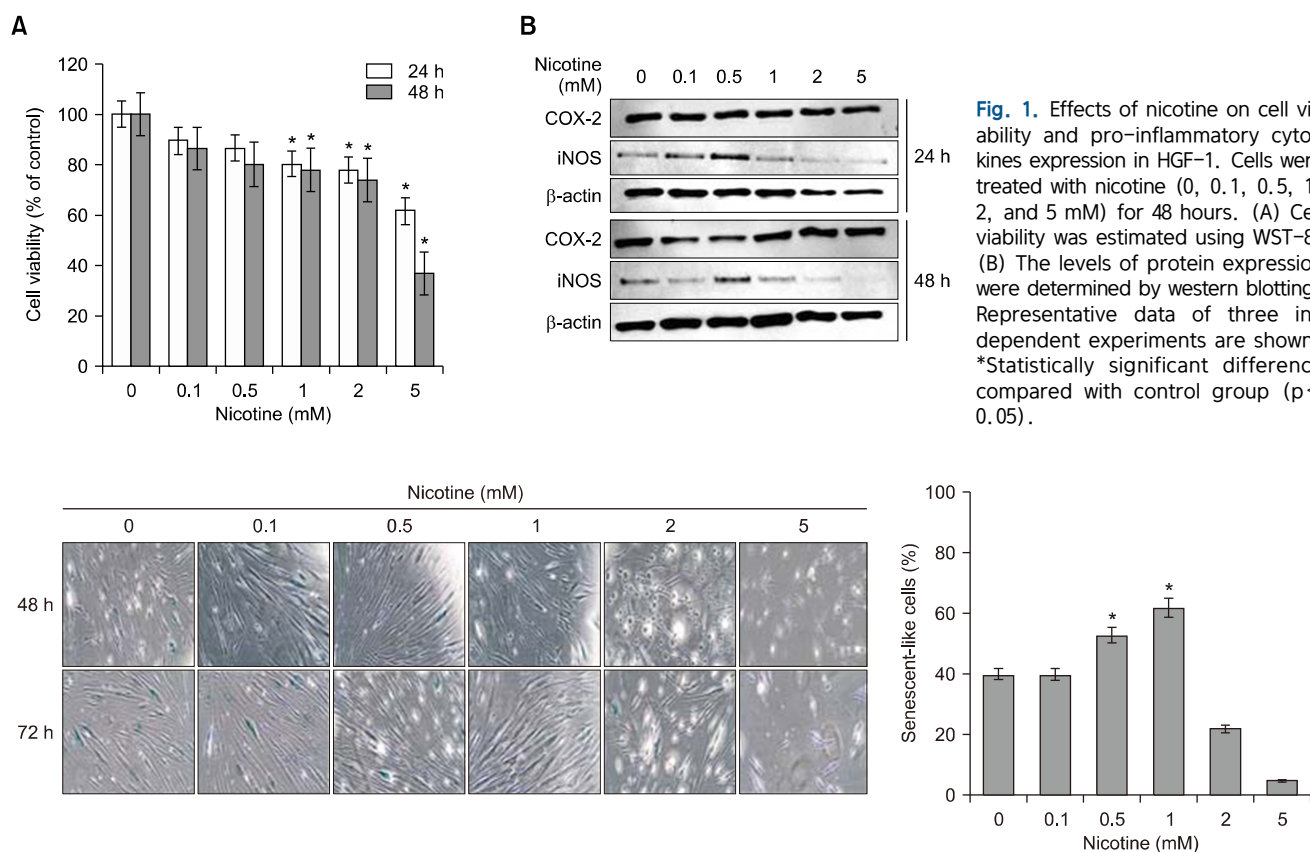 A
Cell viability (% of control)
120
100
80
60
40
20
0
24 h
48 h
* * * * * *
0 0.1 0.5 1 2 5
Nicotine (mM)
B
Nicotine
(mM)
0 0.1 0.5 1 2 5
COX-2
iNOS
β-actin
24 h
COX-2
iNOS
β-actin
48 h
Fig. 1. Effects of nicotine on cell vi
ability and pro-inflammatory cyto
kines expression in HGF-1. Cells wer
treated with nicotine (0, 0.1, 0.5, 1
2, and 5 mM) for 48 hours. (A) Ce
viability was estimated using WST-8
(B) The levels of protein expression
were determined by western blotting
Representative data of three in
dependent experiments are shown
*Statistically significant differenc
compared with control group (p<
0.05).
Nicotine (mM)
0 0.1 0.5 1 2 5
48 h
72 h
Senescent-like cells (%)
100
80
60
40
20
0
* *
0 0.1 0.5 1 2 5
Nicotine (mM)